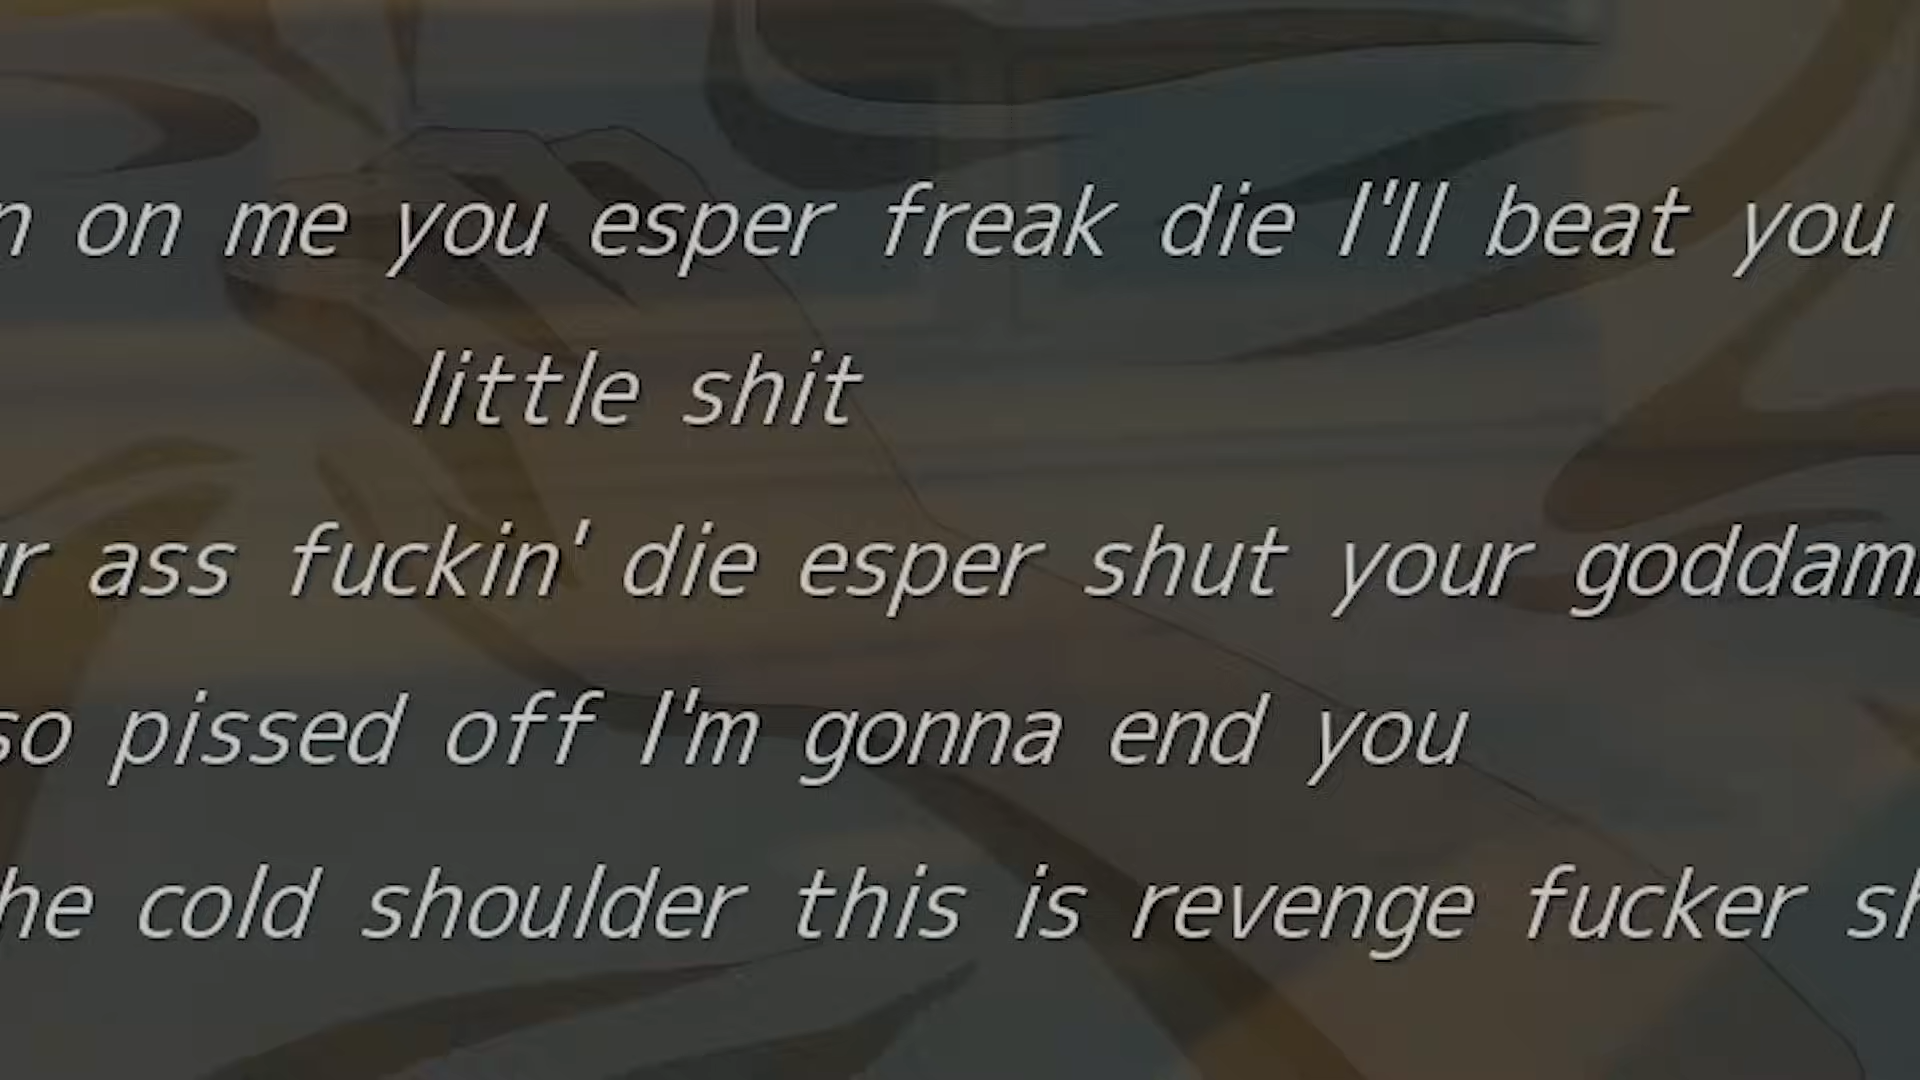 n on me you esper freak die I'll beat you
little shit
ur ass fuckin' die esper shut your goddam
so pissed off I'm gonna end you
he cold shoulder this is revenge fucker sh